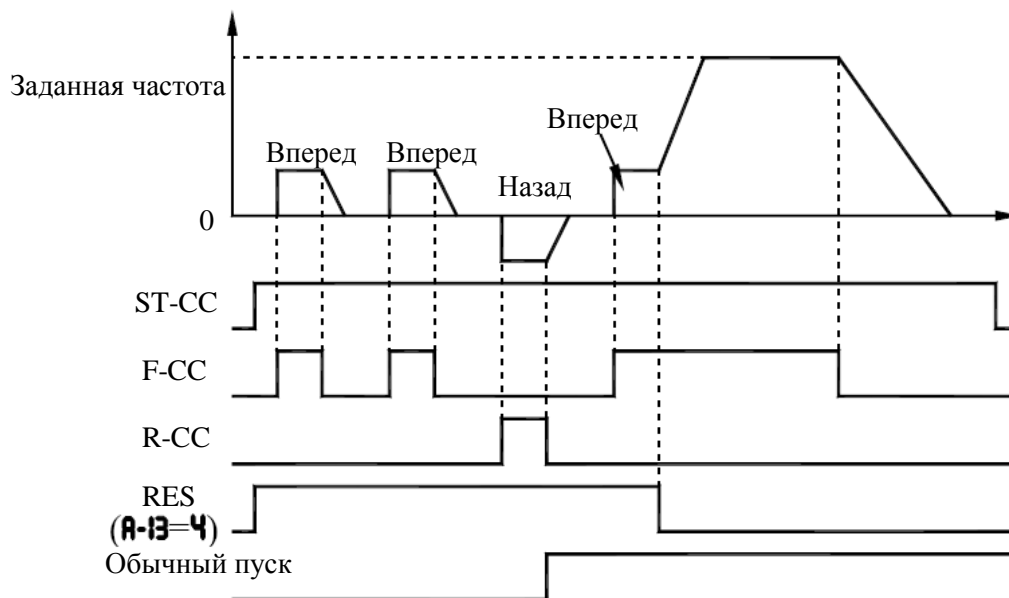 Заданная частота
Вперед
Вперед
Вперед
Назад
0
ST-CC
F-CC
R-CC
RES
(A-13=4)
Обычный пуск